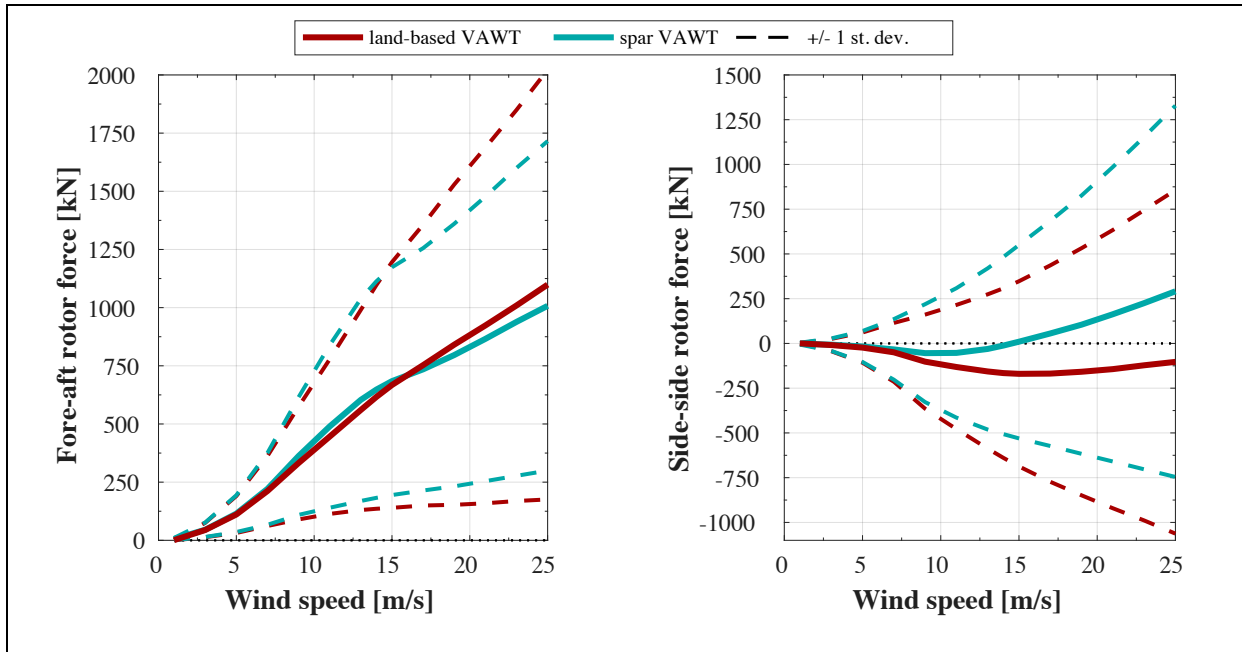 land-based VAWT spar VAWT +/- 1 st. dev.
Fore-aft rotor force [kN]
2000
1750
1500
1250
1000
750
500
250
0
0 5 10 15 20 25
Wind speed [m/s]
Side-side rotor force [kN]
1500
1250
1000
750
500
250
0
-250
-500
-750
-1000
0 5 10 15 20 25
Wind speed [m/s]